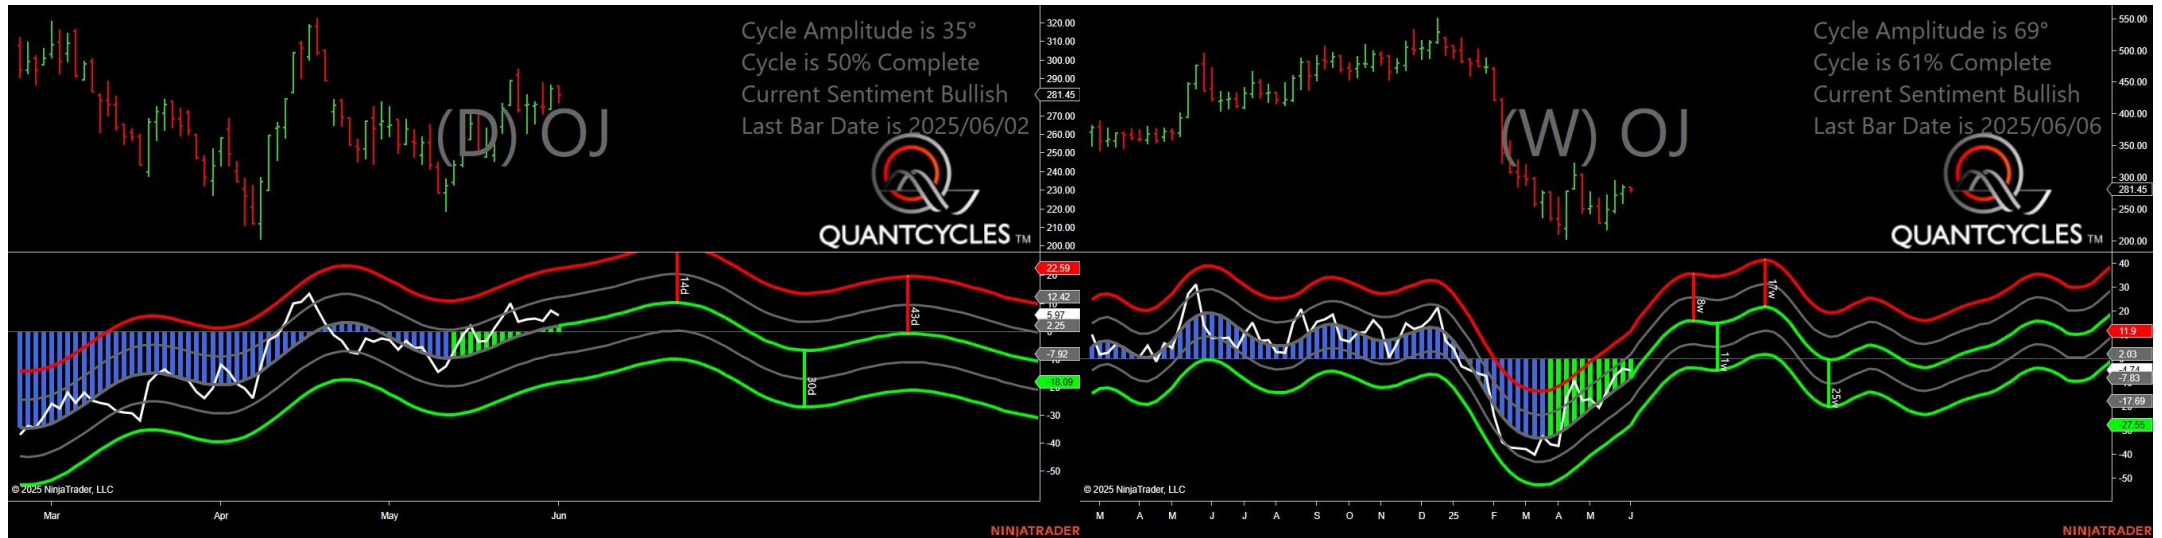 Cycle Amplitude is 35°
Cycle is 50% Complete
Current Sentiment Bullish
Last Bar Date is 2025/06/02
(D) OJ
QUANTCYCLES TM
320.00
310.00
300.00
290.00
281.45
270.00
260.00
250.00
240.00
230.00
220.00
210.00
200.00
14d
30d
43d
22.59
12.42
5.97
2.25
-7.92
-18.09
-30
-40
-50
© 2025 NinjaTrader, LLC
Mar
Apr
May
Jun
NINJATRADER
Cycle Amplitude is 69°
Cycle is 61% Complete
Current Sentiment Bullish
Last Bar Date is 2025/06/06
(W) OJ
QUANTCYCLES TM
550.00
500.00
450.00
400.00
350.00
300.00
281.45
250.00
200.00
8w
11w
17w
25w
40
30
20
11.9
2.03
-4.74
-7.83
-17.69
-27.55
-40
-50
© 2025 NinjaTrader, LLC
M A M J J A S O N D 25 F M A M J
NINJATRADER